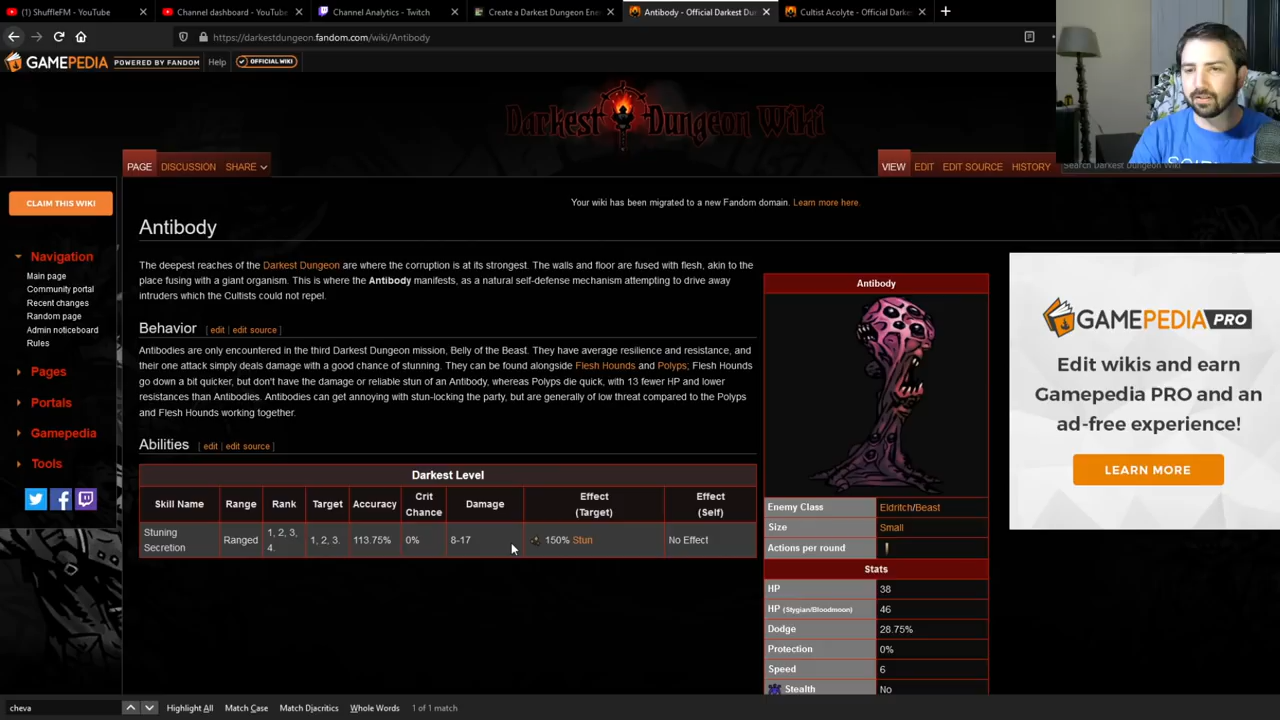 (1) ShuffleFM - YouTube
Channel dashboard - YouTube
Channel Analytics - Twitch
Create a Darkest Dungeon Ene
Antibody - Official Darkest Du
Cultist Acolyte - Official Darke
https://darkestdungeon.fandom.com/wiki/Antibody
GAMEPEDIA POWERED BY FANDOM Help OFFICIAL WIKI
Darkest Dungeon Wiki
PAGE DISCUSSION SHARE VIEW EDIT EDIT SOURCE HISTORY Search Darkest Dungeon Wiki
CLAIM THIS WIKI
Your wiki has been migrated to a new Fandom domain. Learn more here.
Navigation
Main page
Community portal
Recent changes
Random page
Admin noticeboard
Rules
Pages
Portals
Gamepedia
Tools
Antibody
The deepest reaches of the Darkest Dungeon are where the corruption is at its strongest. The walls and floor are fused with flesh, akin to the
place fusing with a giant organism. This is where the Antibody manifests, as a natural self-defense mechanism attempting to drive away
intruders which the Cultists could not repel.
Behavior [ edit | edit source ]
Antibodies are only encountered in the third Darkest Dungeon mission, Belly of the Beast. They have average resilience and resistance, and
their one attack simply deals damage with a good chance of stunning. They can be found alongside Flesh Hounds and Polyps; Flesh Hounds
go down a bit quicker, but don't have the damage or reliable stun of an Antibody, whereas Polyps die quick, with 13 fewer HP and lower
resistances than Antibodies. Antibodies can get annoying with stun-locking the party, but are generally of low threat compared to the Polyps
and Flesh Hounds working together.
Abilities [ edit | edit source ]
Darkest Level
Skill Name Range Rank Target Accuracy Crit Chance Damage Effect (Target) Effect (Self)
Stuning Secretion Ranged 1, 2, 3, 4. 1, 2, 3. 113.75% 0% 8-17 150% Stun No Effect
Antibody
Enemy Class Eldritch/Beast
Size Small
Actions per round
Stats
HP 38
HP (Stygian/Bloodmoon) 46
Dodge 28.75%
Protection 0%
Speed 6
Stealth No
GAMEPEDIA PRO
Edit wikis and earn
Gamepedia PRO and an
ad-free experience!
LEARN MORE
cheva Highlight All Match Case Match Diacritics Whole Words 1 of 1 match